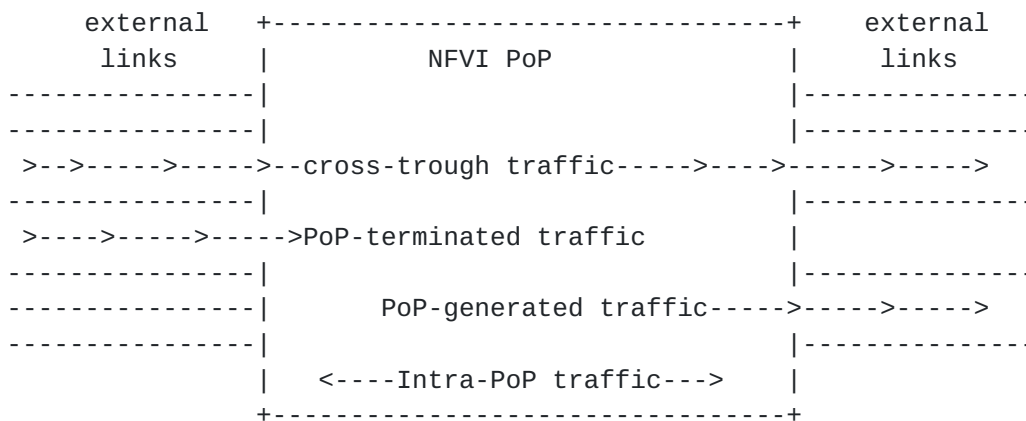 external   +---------------------------------+    external
links     |          NFVI PoP               |     links
----------------|                                  |---------------
----------------|                                  |---------------
>-->----->----->--cross-trough traffic----->---->------>----->
----------------|                                  |---------------
>---->----->----->PoP-terminated traffic         |
----------------|                                  |---------------
----------------|       PoP-generated traffic----->----->----->
----------------|                                  |---------------
|   <----Intra-PoP traffic--->    |
+---------------------------------+